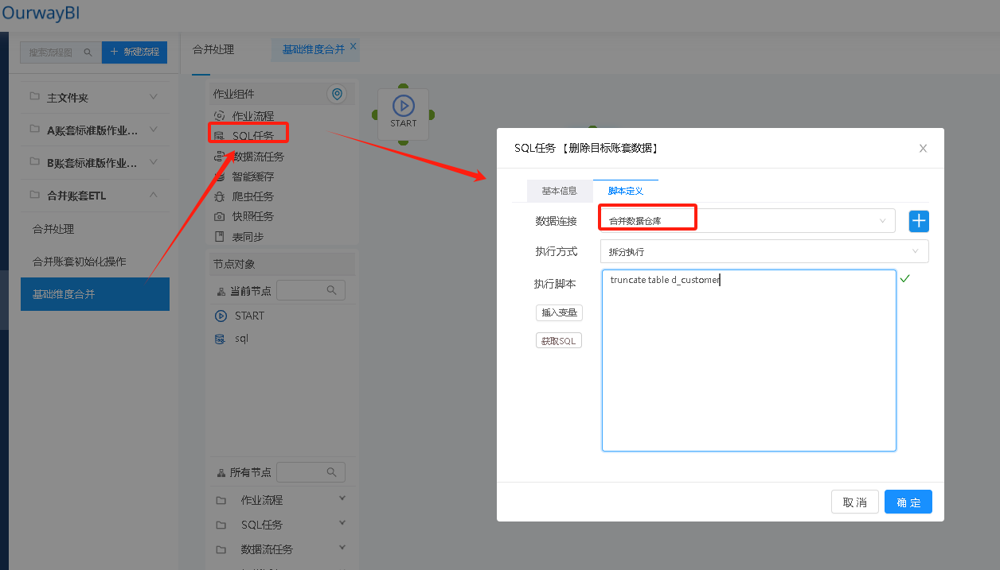 OurwayBI
搜索流程图
+ 新建流程
主文件夹
A账套标准版作业...
B账套标准版作业...
合并账套ETL
合并处理
合并账套初始化操作
基础维度合并
合并处理
基础维度合并 X
作业组件
作业流程
SQL任务
数据流任务
智能缓存
爬虫任务
快照任务
表同步
节点对象
当前节点
START
sql
所有节点
作业流程
SQL任务
数据流任务
START
SQL任务 【删除目标账套数据】
基本信息
脚本定义
数据连接
合并数据仓库
执行方式
拆分执行
执行脚本
truncate table d_customer
插入变量
获取SQL
取 消
确 定